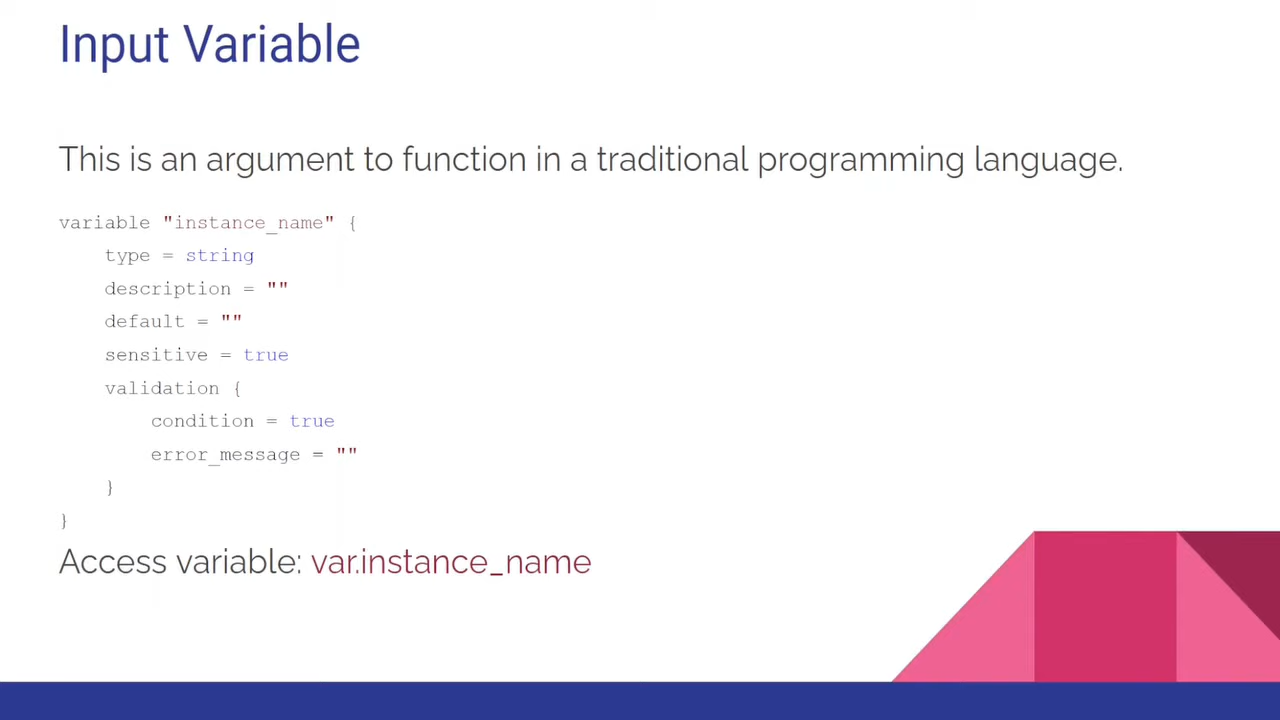 Input Variable
This is an argument to function in a traditional programming language.
variable "instance_name" {
    type = string
    description = ""
    default = ""
    sensitive = true
    validation {
        condition = true
        error_message = ""
    }
}
Access variable: var.instance_name